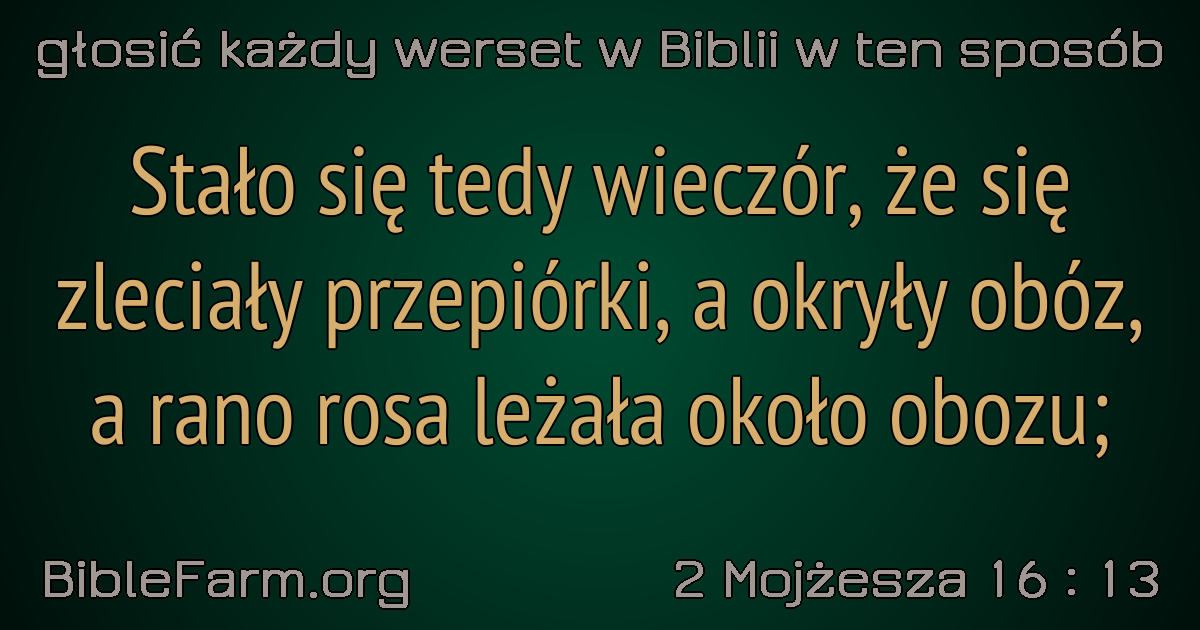 głosić każdy werset w Biblii w ten sposób
Stało się tedy wieczór, że się
zleciały przepiórki, a okryły obóz,
a rano rosa leżała około obozu;
BibleFarm.org
2 Mojżesza 16 : 13